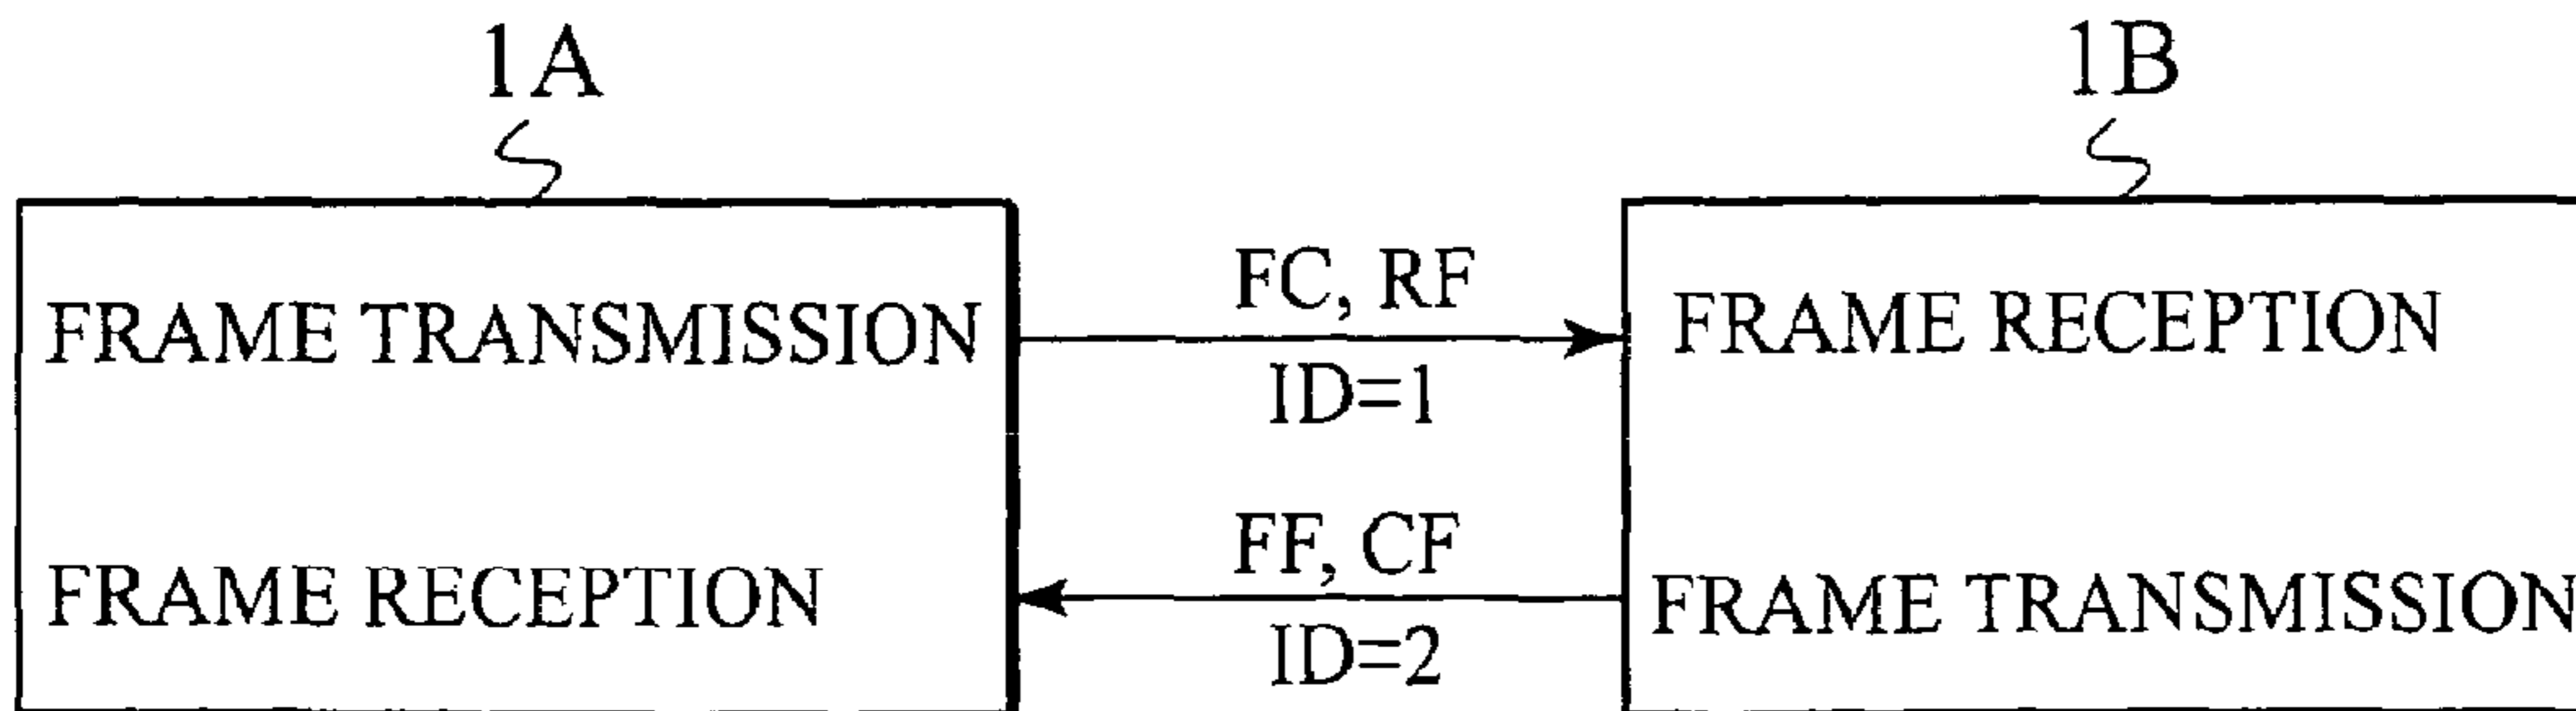 1A
1B
FRAME TRANSMISSION
FC, RF
ID=1
FRAME RECEPTION
FRAME RECEPTION
FF, CF
ID=2
FRAME TRANSMISSION